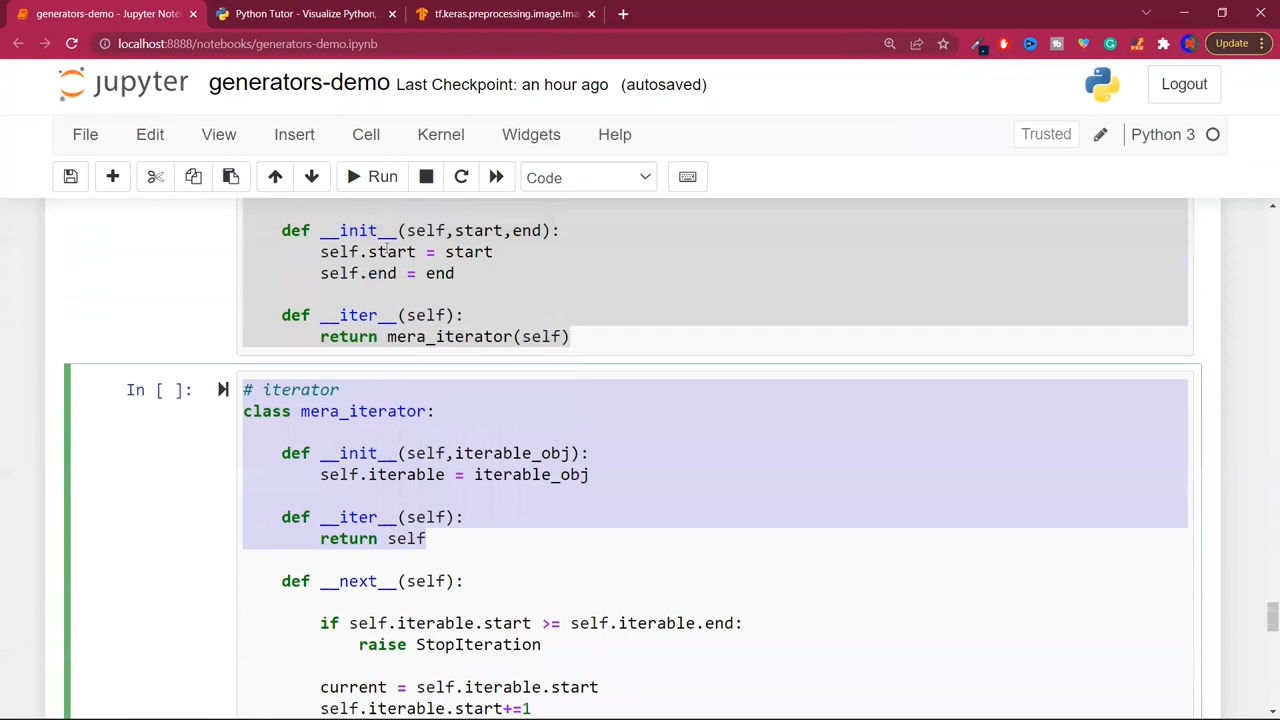 generators-demo - Jupyter Note
Python Tutor - Visualize Python,
tf.keras.preprocessing.image.Ima
localhost:8888/notebooks/generators-demo.ipynb
Update
jupyter generators-demo Last Checkpoint: an hour ago (autosaved)
Logout
File Edit View Insert Cell Kernel Widgets Help
Trusted
Python 3
Run
Code
def __init__(self,start,end):
self.start = start
self.end = end
def __iter__(self):
return mera_iterator(self)
In [ ]:
# iterator
class mera_iterator:
def __init__(self,iterable_obj):
self.iterable = iterable_obj
def __iter__(self):
return self
def __next__(self):
if self.iterable.start >= self.iterable.end:
raise StopIteration
current = self.iterable.start
self.iterable.start+=1